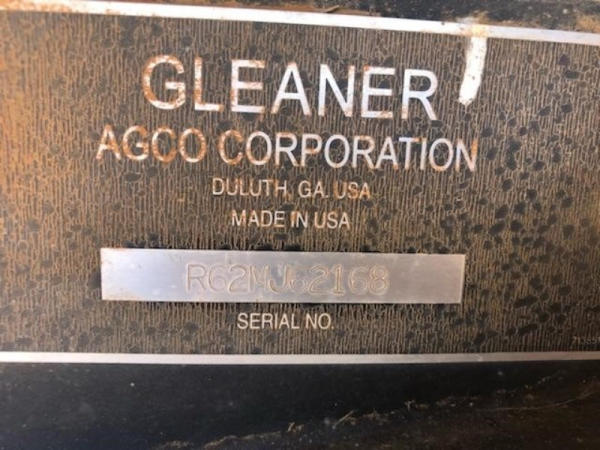 GLEANER
AGCO CORPORATION
DULUTH, GA. USA
MADE IN USA
R62MJ62168
SERIAL NO.